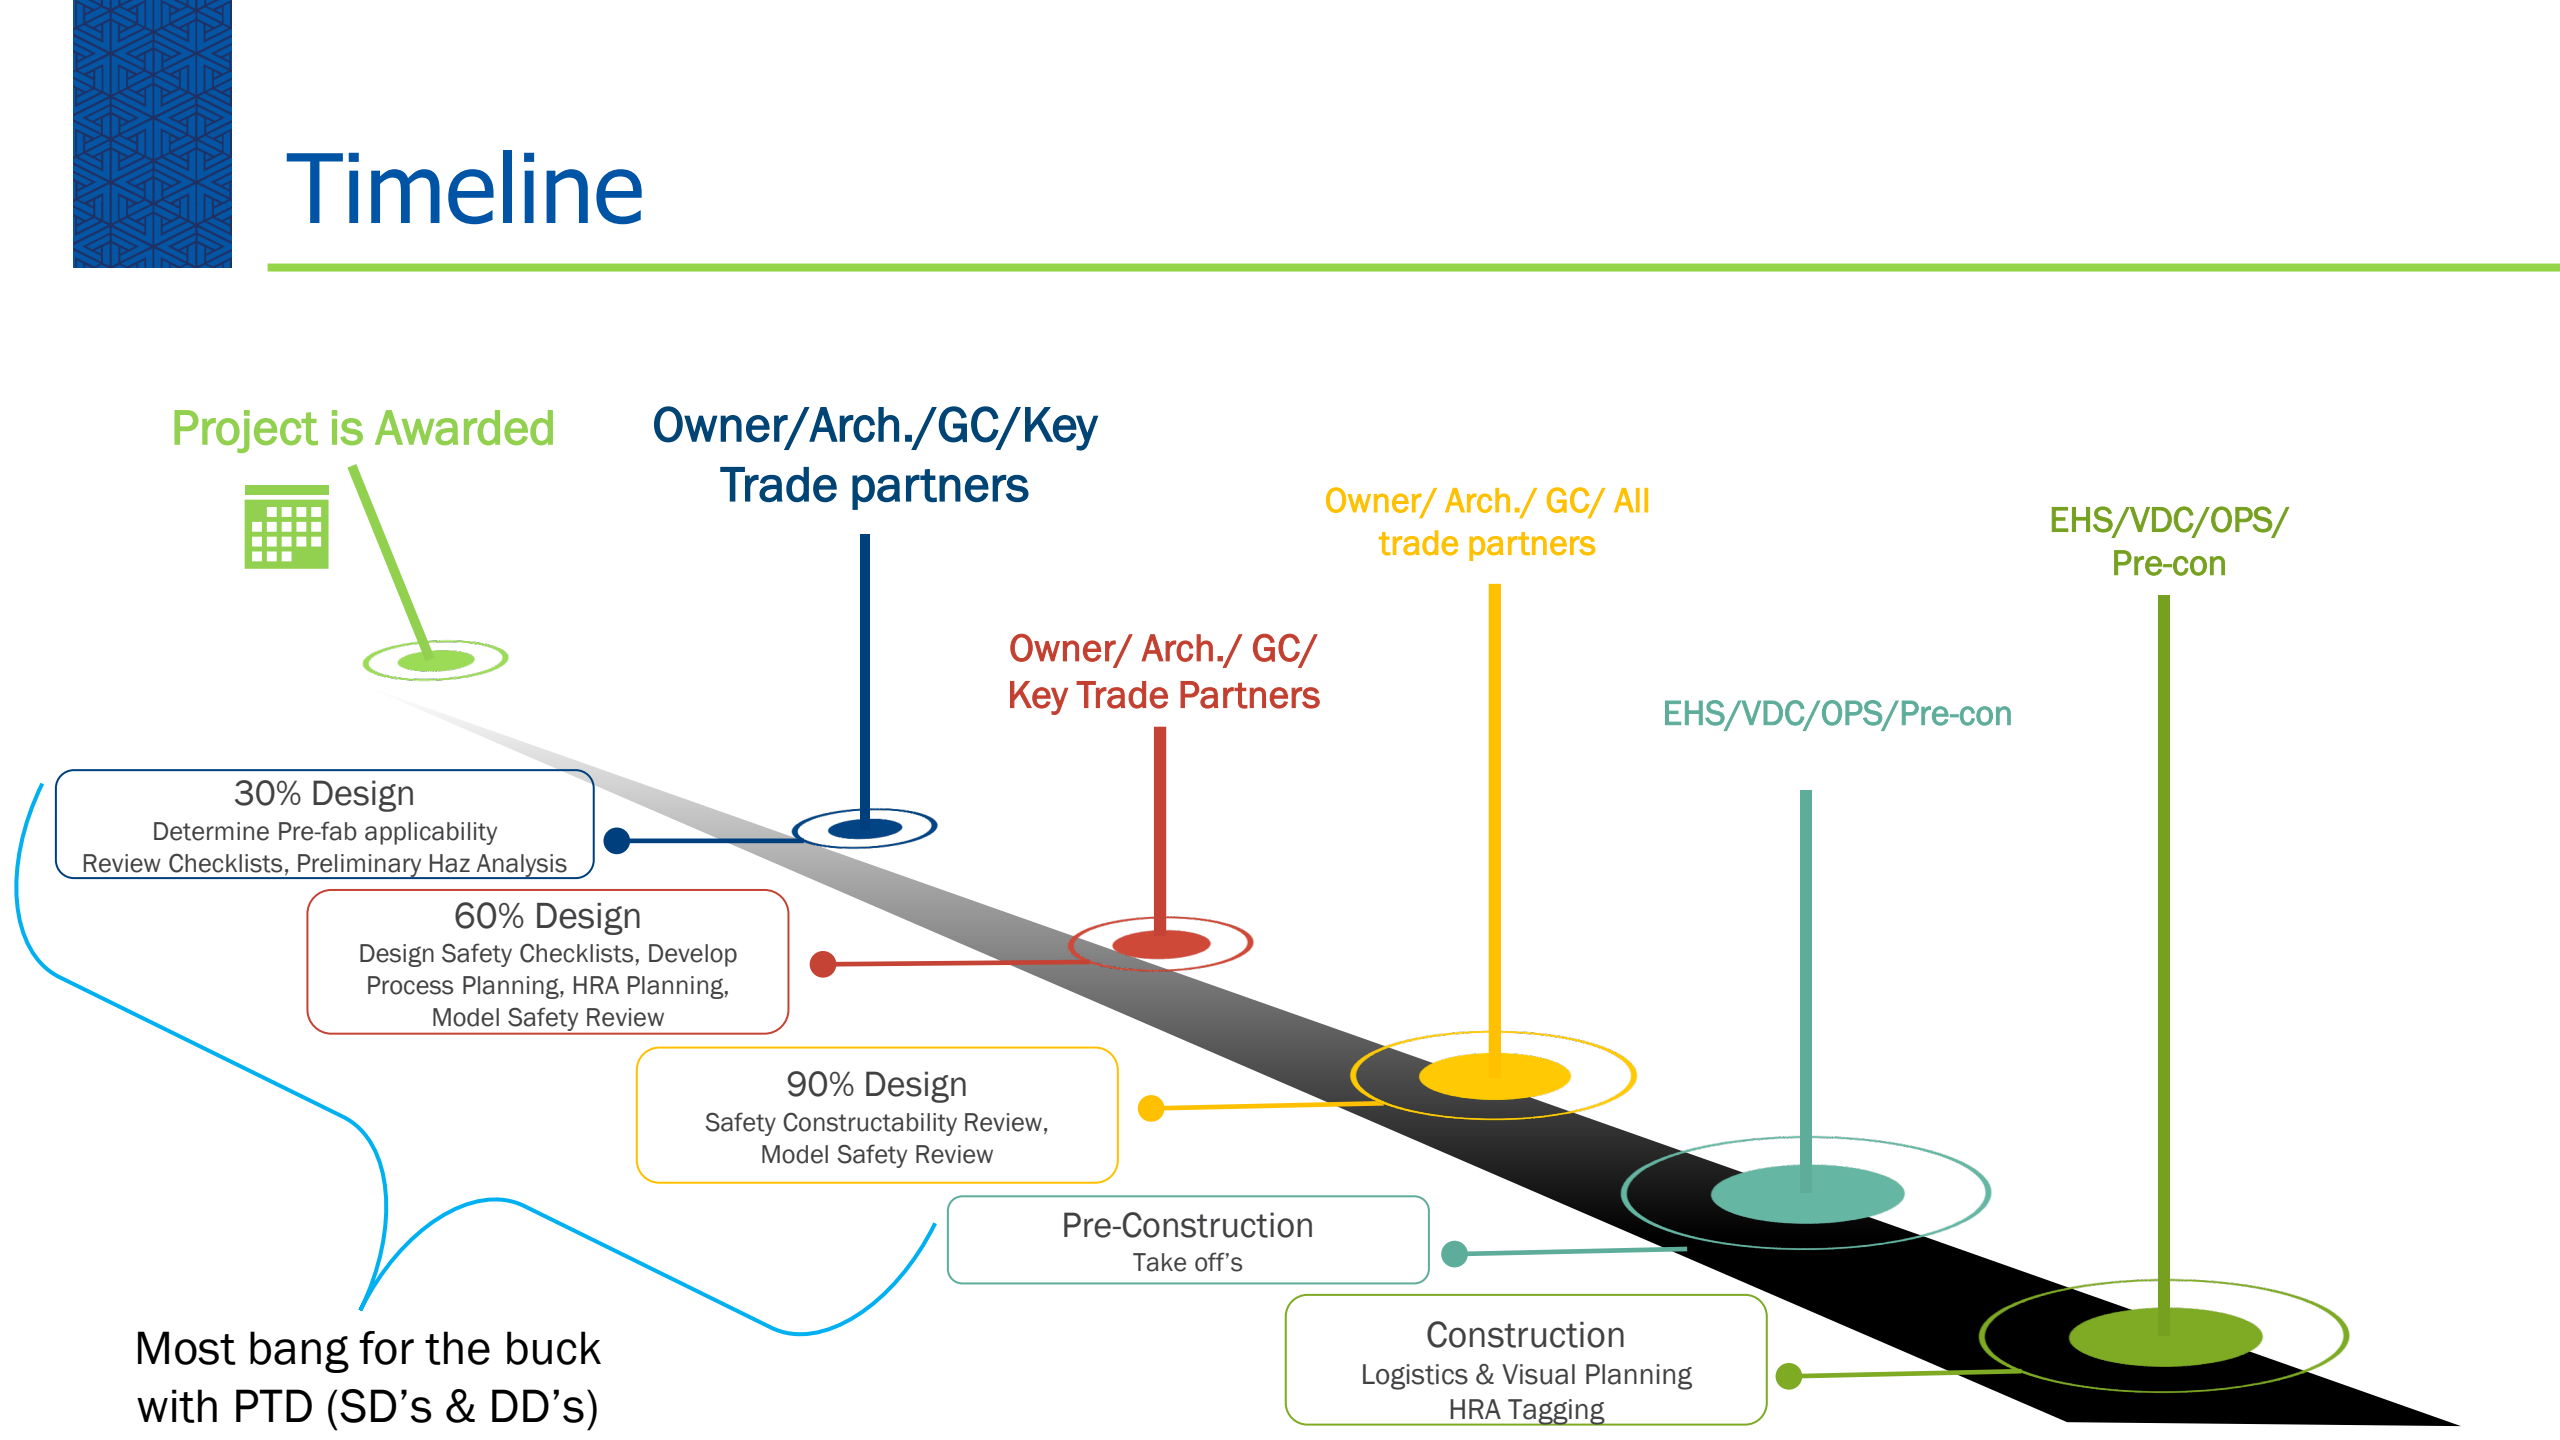 Timeline
Project is Awarded
Owner/Arch./GC/Key
Trade partners
Owner/ Arch./ GC/
Key Trade Partners
Owner/ Arch./ GC/ All
trade partners
EHS/VDC/OPS/Pre-con
EHS/VDC/OPS/
Pre-con
30% Design
Determine Pre-fab applicability
Review Checklists, Preliminary Haz Analysis
60% Design
Design Safety Checklists, Develop
Process Planning, HRA Planning,
Model Safety Review
90% Design
Safety Constructability Review,
Model Safety Review
Pre-Construction
Take off’s
Construction
Logistics & Visual Planning
HRA Tagging
Most bang for the buck
with PTD (SD’s & DD’s)